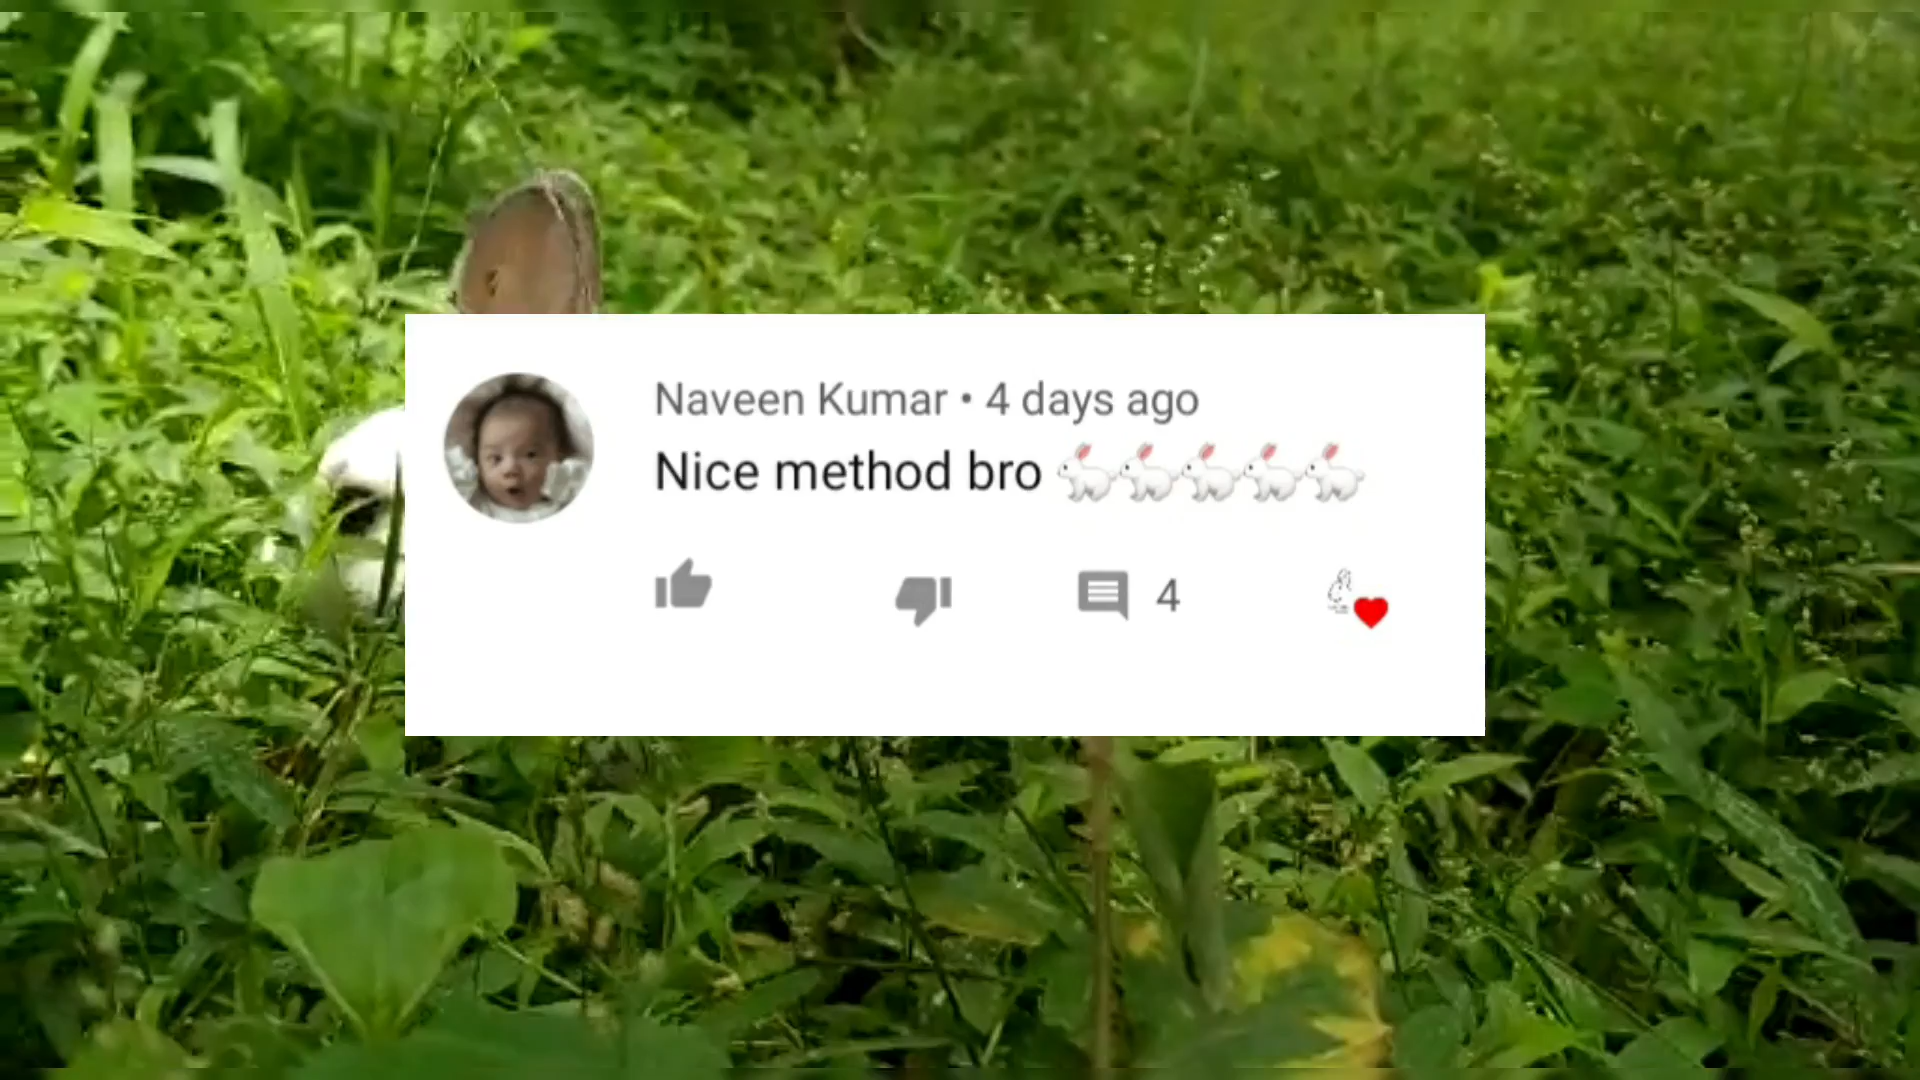 Naveen Kumar • 4 days ago
Nice method bro 🐇🐇🐇🐇🐇
4